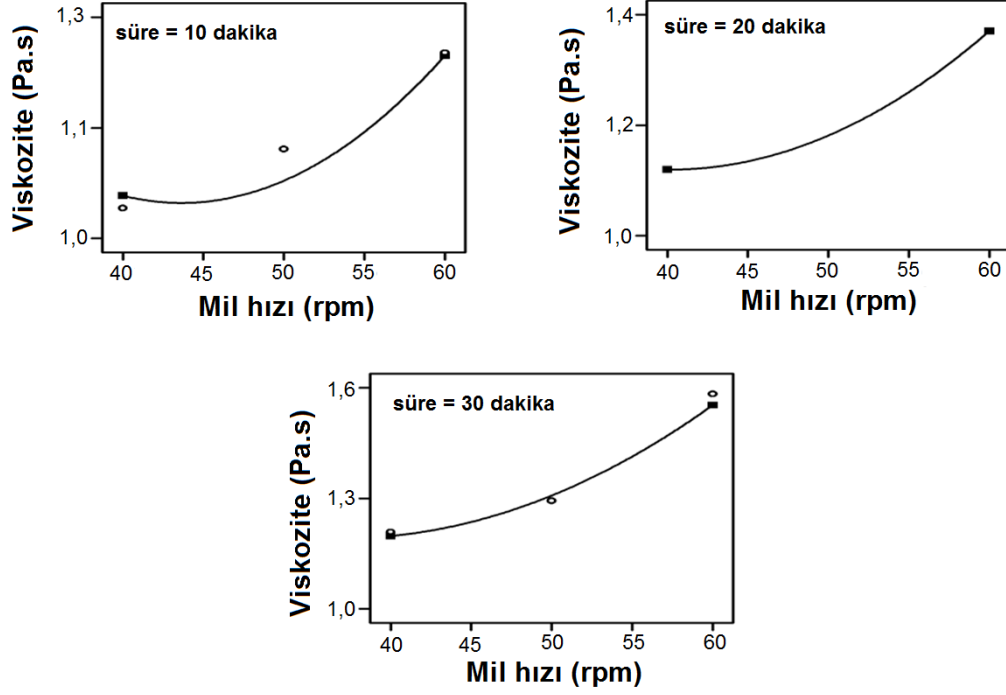 Viskozite (Pa.s)
1,3
1,1
1,0
süre = 10 dakika
40 45 50 55 60
Mil hızı (rpm)
Viskozite (Pa.s)
1,4
1,2
1,0
süre = 20 dakika
40 45 50 55 60
Mil hızı (rpm)
Viskozite (Pa.s)
1,6
1,3
1,0
süre = 30 dakika
40 45 50 55 60
Mil hızı (rpm)